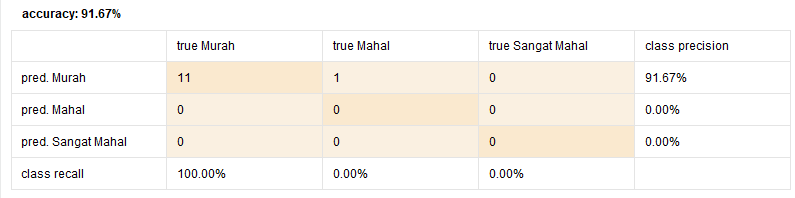 accuracy: 91.67%
true Murah true Mahal true Sangat Mahal class precision
pred. Murah 11 1 0 91.67%
pred. Mahal 0 0 0 0.00%
pred. Sangat Mahal 0 0 0 0.00%
class recall 100.00% 0.00% 0.00%